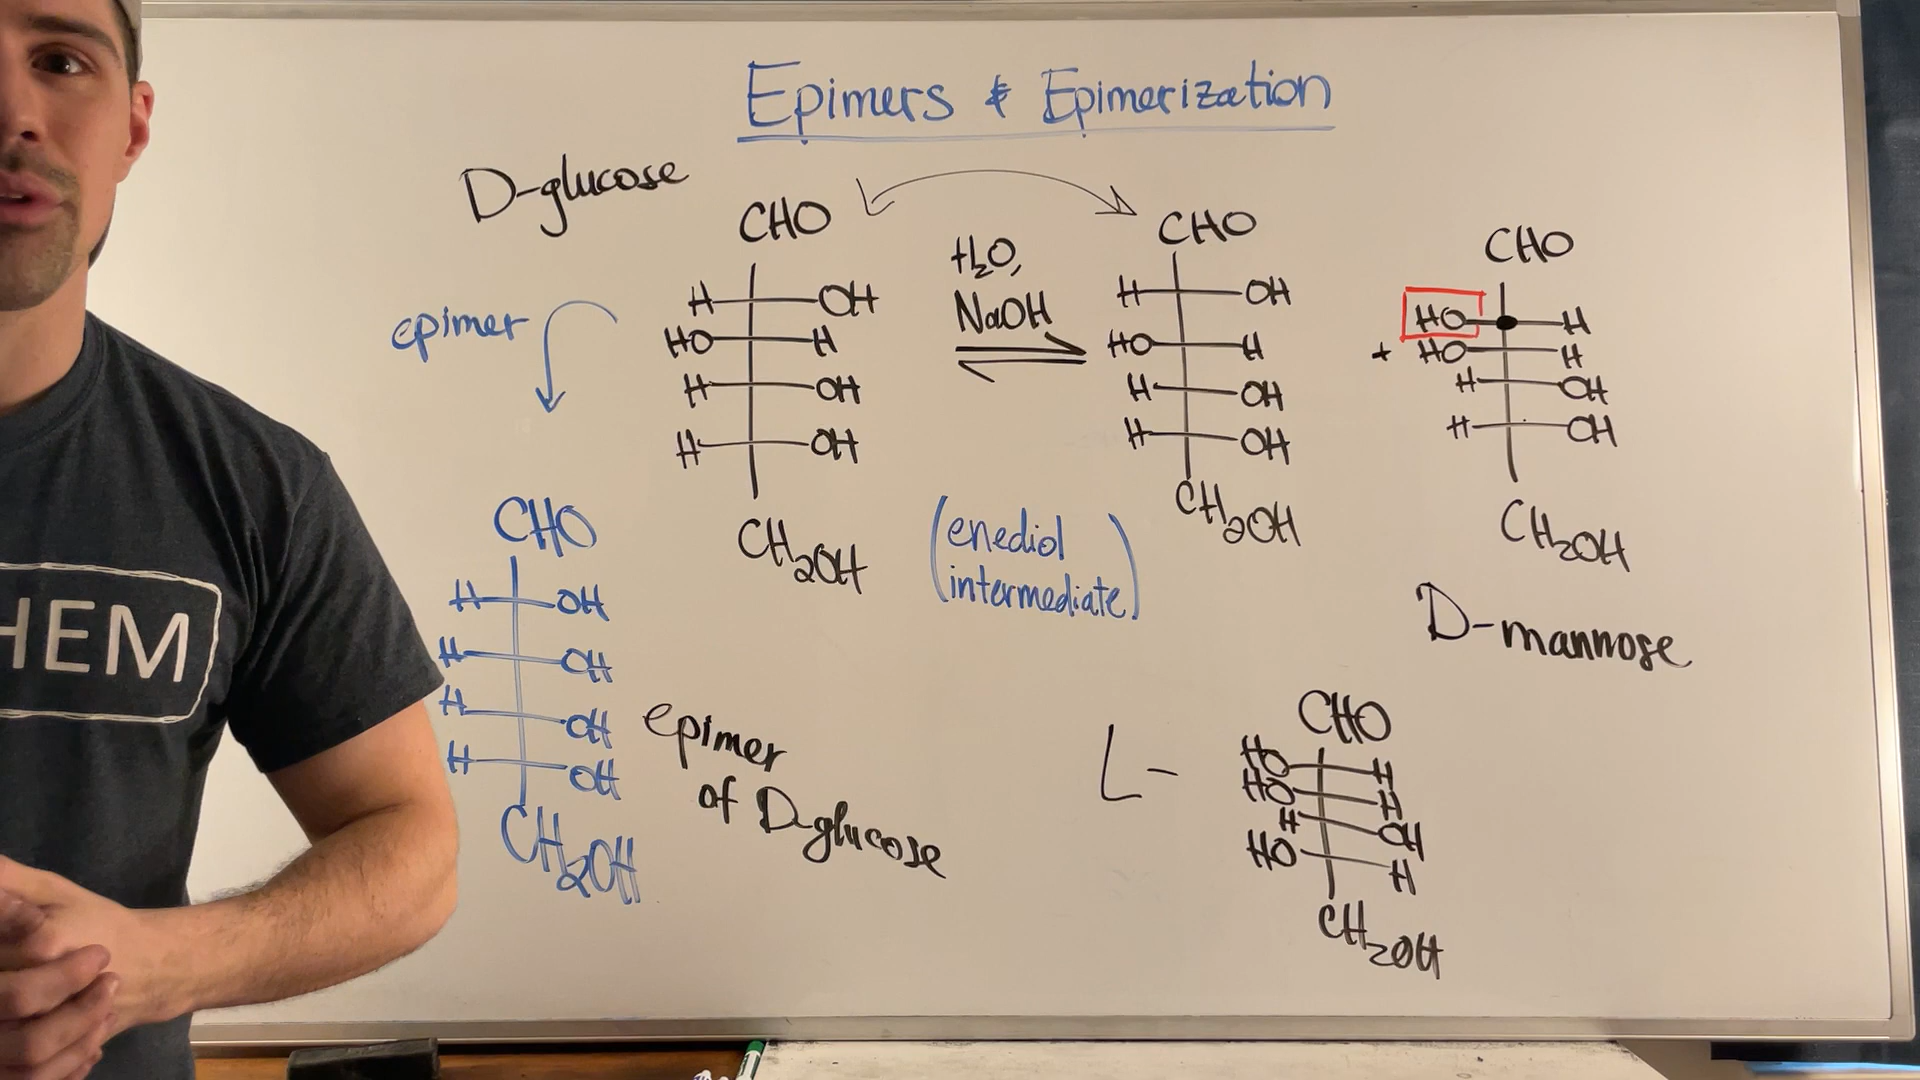 Epimers & Epimerization
D-glucose
CHO
H OH
HO H
H OH
H OH
CH2OH
H2O,
NaOH
(enediol
intermediate)
CHO
H OH
HO H
H OH
H OH
CH2OH
+
CHO
HO H
HO H
H OH
H OH
CH2OH
D-mannose
epimer
CHO
H OH
H OH
H OH
H OH
CH2OH
epimer
of D-glucose
L-
CHO
HO H
HO H
H OH
HO H
CH2OH
HEM